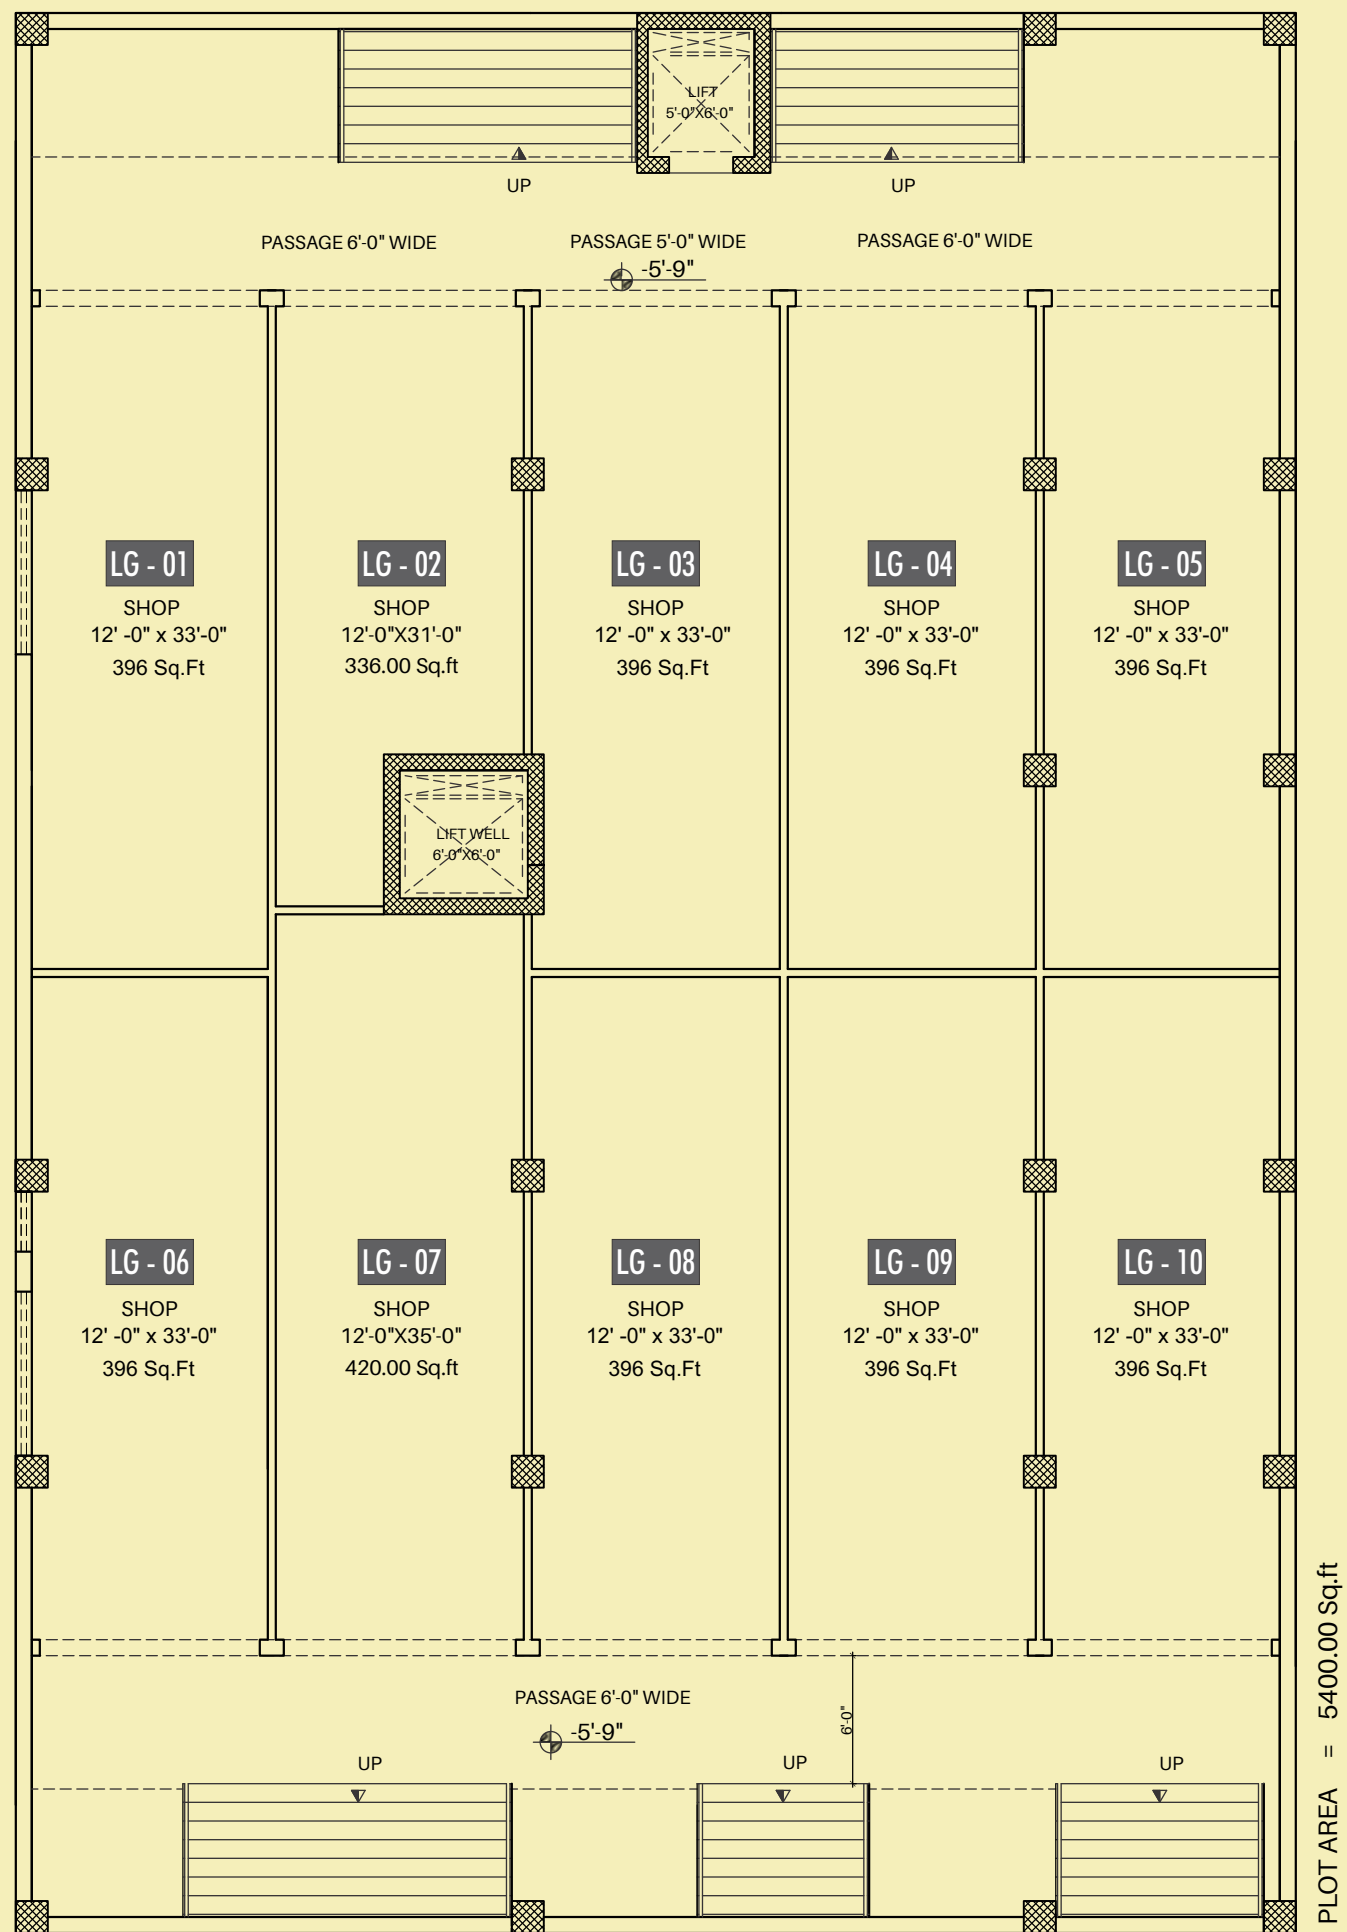 LIFT
5'-0"X6'-0"
UP
UP
PASSAGE 6'-0" WIDE
PASSAGE 5'-0" WIDE
PASSAGE 6'-0" WIDE
-5'-9"
LG - 01
LG - 02
LG - 03
LG - 04
LG - 05
SHOP
SHOP
SHOP
SHOP
SHOP
12' -0" x 33'-0"
12'-0"X31'-0"
12' -0" x 33'-0"
12' -0" x 33'-0"
12' -0" x 33'-0"
396 Sq.Ft
336.00 Sq.ft
396 Sq.Ft
396 Sq.Ft
396 Sq.Ft
LIFT WELL
6'-0"X6'-0"
LG - 06
LG - 07
LG - 08
LG - 09
LG - 10
SHOP
SHOP
SHOP
SHOP
SHOP
12' -0" x 33'-0"
12'-0"X35'-0"
12' -0" x 33'-0"
12' -0" x 33'-0"
12' -0" x 33'-0"
396 Sq.Ft
420.00 Sq.ft
396 Sq.Ft
396 Sq.Ft
396 Sq.Ft
PASSAGE 6'-0" WIDE
-5'-9"
6'-0"
UP
UP
UP
PLOT AREA = 5400.00 Sq.ft